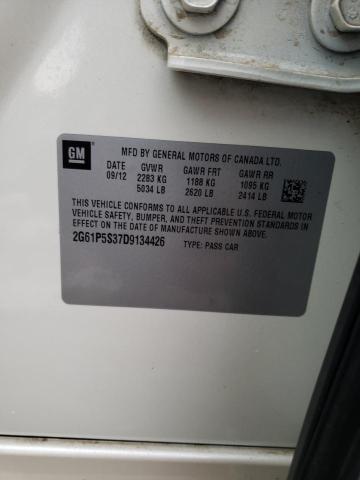 GM
MFD BY GENERAL MOTORS OF CANADA LTD.
DATE GVWR GAWR FRT GAWR RR
09/12 2283 KG 1188 KG 1095 KG
5034 LB 2620 LB 2414 LB
THIS VEHICLE CONFORMS TO ALL APPLICABLE U.S. FEDERAL MOTOR
VEHICLE SAFETY, BUMPER, AND THEFT PREVENTION STANDARDS IN
EFFECT ON THE DATE OF MANUFACTURE SHOWN ABOVE.
2G61P5S37D9134426 TYPE: PASS CAR